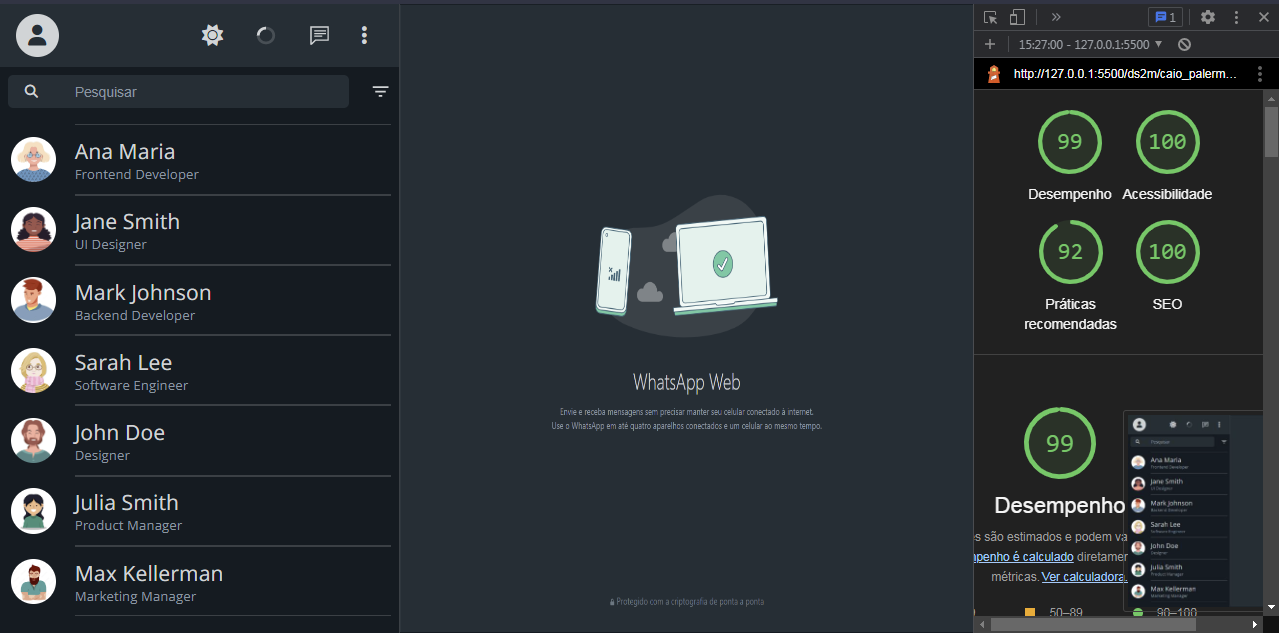 Pesquisar
Ana Maria
Frontend Developer
Jane Smith
UI Designer
Mark Johnson
Backend Developer
Sarah Lee
Software Engineer
John Doe
Designer
Julia Smith
Product Manager
Max Kellerman
Marketing Manager
WhatsApp Web
Envie e receba mensagens sem precisar manter seu celular conectado à internet.
Use o WhatsApp em até quatro aparelhos conectados e um celular ao mesmo tempo.
Protegido com a criptografia de ponta a ponta
1
15:27:00 - 127.0.0.1:5500
http://127.0.0.1:5500/ds2m/caio_palerm...
99
100
Desempenho
Acessibilidade
92
100
Práticas
recomendadas
SEO
99
Desempenho
s são estimados e podem va
penho é calculado diretamen
métricas. Ver calculadora.
50–89
90–100
Pesquisar
Ana Maria
Frontend Developer
Jane Smith
UI Designer
Mark Johnson
Backend Developer
Sarah Lee
Software Engineer
John Doe
Designer
Julia Smith
Product Manager
Max Kellerman
Marketing Manager